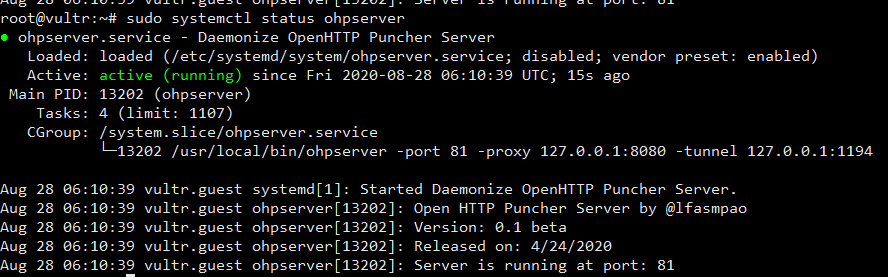 Aug 28 06:10:39 vultr.guest ohpserver[13202]: Server is running at port: 81
root@vultr:~# sudo systemctl status ohpserver
● ohpserver.service - Daemonize OpenHTTP Puncher Server
   Loaded: loaded (/etc/systemd/system/ohpserver.service; disabled; vendor preset: enabled)
   Active: active (running) since Fri 2020-08-28 06:10:39 UTC; 15s ago
 Main PID: 13202 (ohpserver)
    Tasks: 4 (limit: 1107)
   CGroup: /system.slice/ohpserver.service
           └─13202 /usr/local/bin/ohpserver -port 81 -proxy 127.0.0.1:8080 -tunnel 127.0.0.1:1194
Aug 28 06:10:39 vultr.guest systemd[1]: Started Daemonize OpenHTTP Puncher Server.
Aug 28 06:10:39 vultr.guest ohpserver[13202]: Open HTTP Puncher Server by @lfasmpao
Aug 28 06:10:39 vultr.guest ohpserver[13202]: Version: 0.1 beta
Aug 28 06:10:39 vultr.guest ohpserver[13202]: Released on: 4/24/2020
Aug 28 06:10:39 vultr.guest ohpserver[13202]: Server is running at port: 81